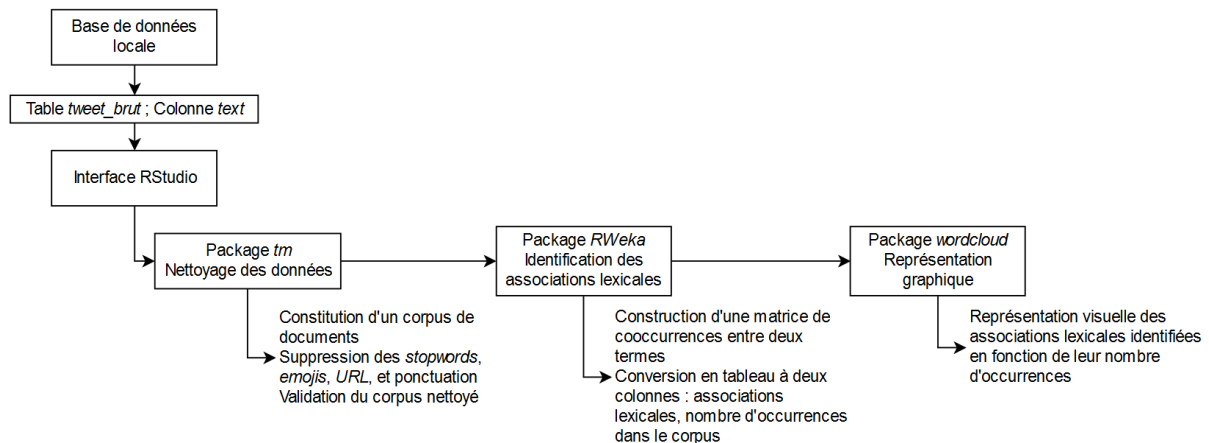 Base de données
locale
Table tweet_brut ; Colonne text
Interface RStudio
Package tm
Nettoyage des données
Constitution d'un corpus de
documents
Suppression des stopwords,
emojis, URL, et ponctuation
Validation du corpus nettoyé
Package RWeka
Identification des
associations lexicales
Construction d'une matrice de
cooccurrences entre deux
termes
Conversion en tableau à deux
colonnes : associations
lexicales, nombre d'occurrences
dans le corpus
Package wordcloud
Représentation
graphique
Représentation visuelle des
associations lexicales identifiées
en fonction de leur nombre
d'occurrences